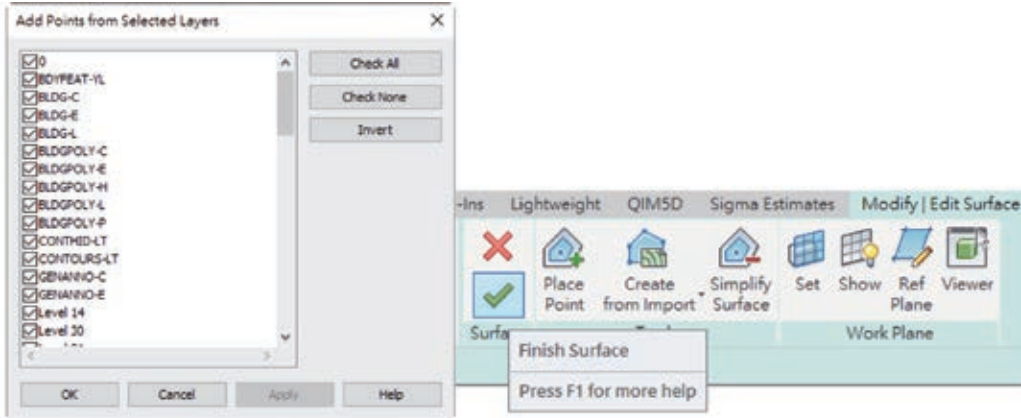 Add Points from Selected Layers
0
BDYFEAT-YL
BLDG-C
BLDG-E
BLDG-L
BLDGPOLY-C
BLDGPOLY-E
BLDGPOLY-H
BLDGPOLY-L
BLDGPOLY-P
CONTHID-LT
CONTOURS-LT
GENANNO-C
GENANNO-E
Level 14
Level 30
Check All
Check None
Invert
OK Cancel Apply Help
-Ins Lightweight QIM5D Sigma Estimates Modify | Edit Surface
Place Point
Create from Import
Simplify Surface
Set
Show
Ref Plane
Viewer
Work Plane
Finish Surface
Press F1 for more help